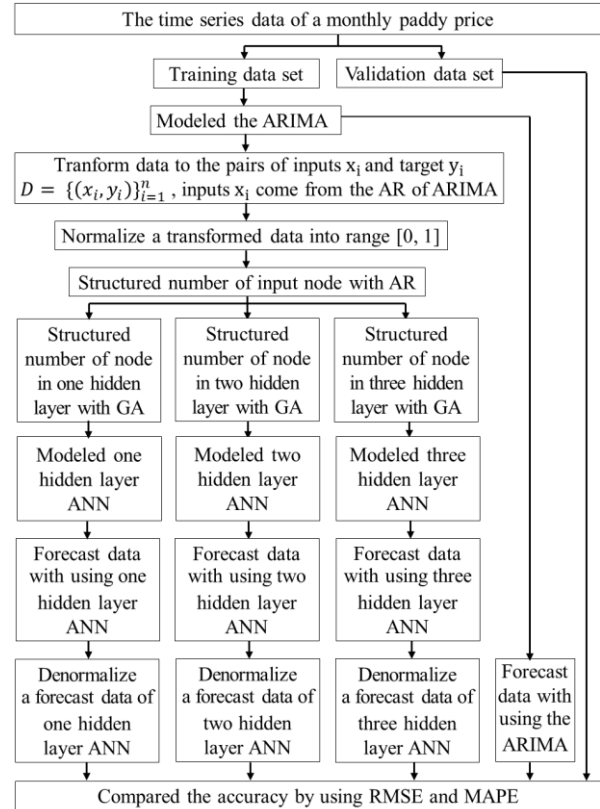 The time series data of a monthly paddy price
Training data set
Validation data set
Modeled the ARIMA
Tranform data to the pairs of inputs xᵢ and target yᵢ
D = {(xᵢ, yᵢ)}ⁿᵢ₌₁ , inputs xᵢ come from the AR of ARIMA
Normalize a transformed data into range [0, 1]
Structured number of input node with AR
Structured
number of node
in one hidden
layer with GA
Structured
number of node
in two hidden
layer with GA
Structured
number of node
in three hidden
layer with GA
Modeled one
hidden layer
ANN
Modeled two
hidden layer
ANN
Modeled three
hidden layer
ANN
Forecast data
with using one
hidden layer
ANN
Forecast data
with using two
hidden layer
ANN
Forecast data
with using three
hidden layer
ANN
Denormalize
a forecast data of
one hidden
layer ANN
Denormalize
a forecast data of
two hidden
layer ANN
Denormalize
a forecast data of
three hidden
layer ANN
Forecast
data with
using the
ARIMA
Compared the accuracy by using RMSE and MAPE